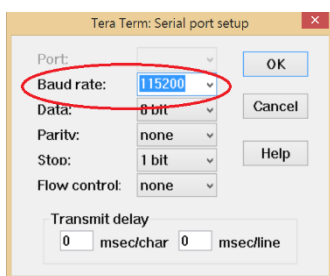 Tera Term: Serial port setup
Port:
OK
Baud rate: 115200
Data: 8 bit
Cancel
Parity: none
Stop: 1 bit
Help
Flow control: none
Transmit delay
0 msec/char 0 msec/line